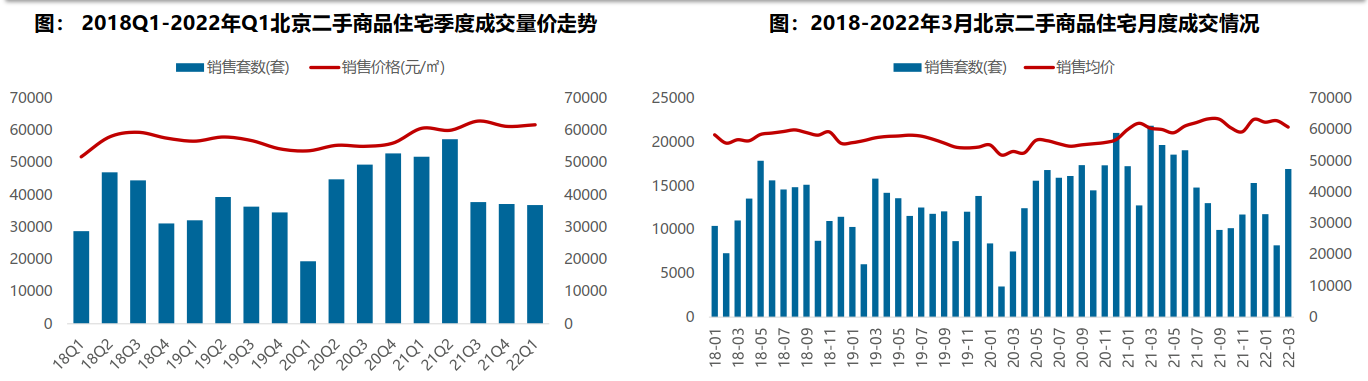 图： 2018Q1-2022年Q1北京二手商品住宅季度成交量价走势
销售套数(套) 销售价格(元/㎡)
70000 70000
60000 60000
50000 50000
40000 40000
30000 30000
20000 20000
10000 10000
0 0
18Q1 18Q2 18Q3 18Q4 19Q1 19Q2 19Q3 19Q4 20Q1 20Q2 20Q3 20Q4 21Q1 21Q2 21Q3 21Q4 22Q1
图：2018-2022年3月北京二手商品住宅月度成交情况
销售套数(套) 销售均价
25000 70000
20000 60000
15000 50000
10000 40000
5000 30000
0 20000
10000
0
18-01 18-03 18-05 18-07 18-09 18-11 19-01 19-03 19-05 19-07 19-09 19-11 20-01 20-03 20-05 20-07 20-09 20-11 21-01 21-03 21-05 21-07 21-09 21-11 22-01 22-03